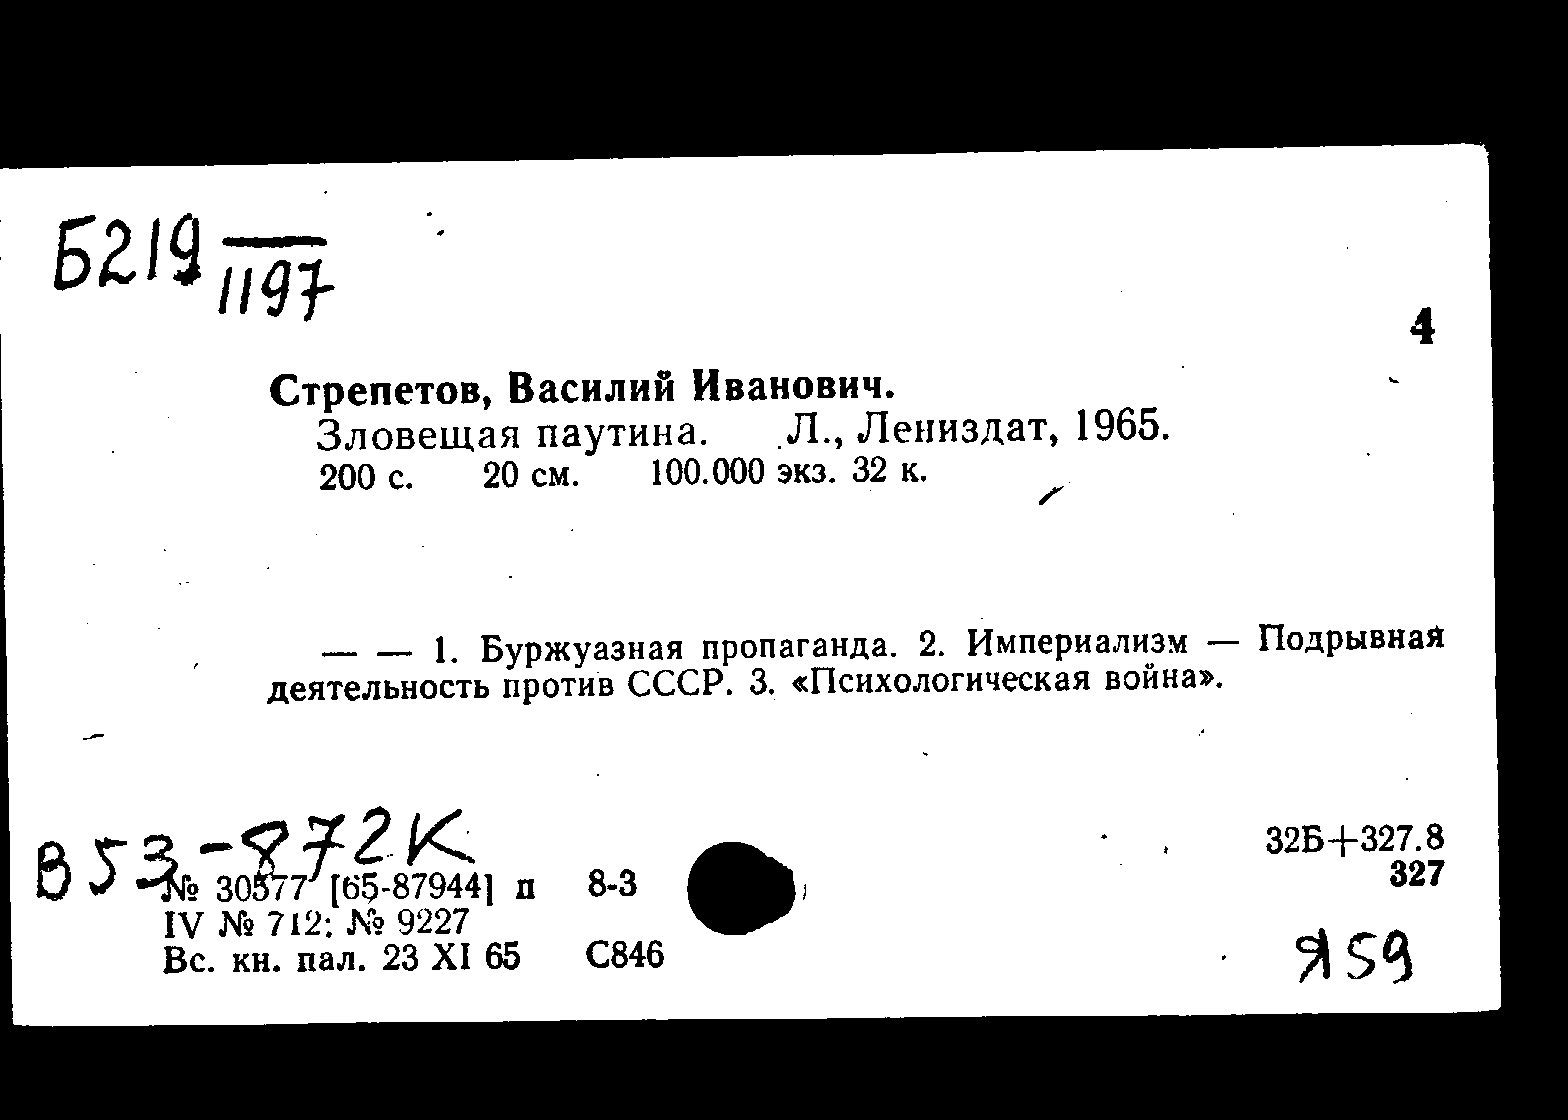 Б219 1197
4
Стрепетов, Василий Иванович.
Зловещая паутина. Л., Лениздат, 1965.
200 с. 20 см. 100.000 экз. 32 к.
— — 1. Буржуазная пропаганда. 2. Империализм — Подрывная
деятельность против СССР. 3. «Психологическая война».
В 53-872К
32Б+327.8
327
№ 30577 [65-87944] п 8-3
IV № 712; № 9227
Вс. кн. пал. 23 XI 65 С846
Я59